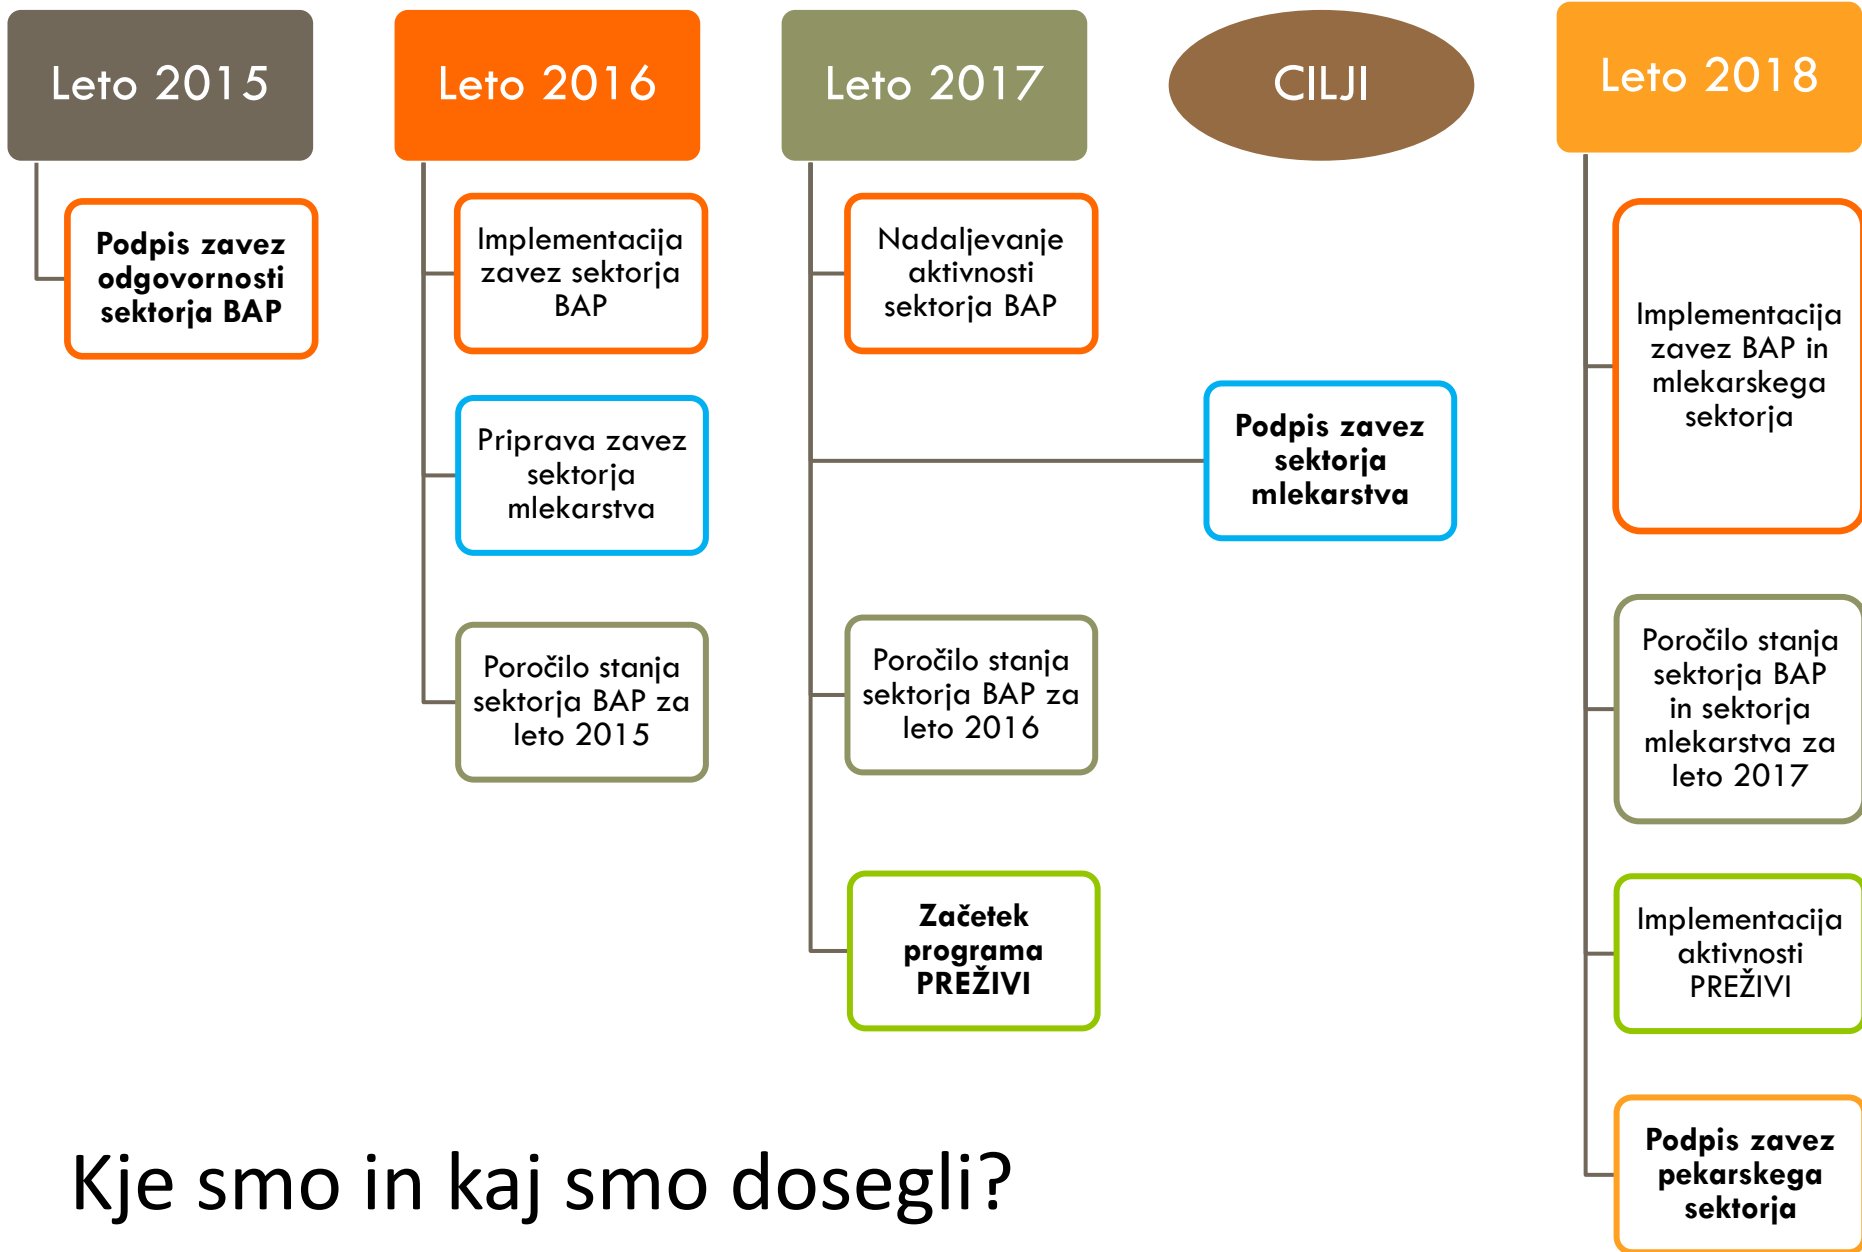 Leto 2015
Podpis zavez
odgovornosti
sektorja BAP
Leto 2016
Implementacija
zavez sektorja
BAP
Priprava zavez
sektorja
mlekarstva
Poročilo stanja
sektorja BAP za
leto 2015
Leto 2017
Nadaljevanje
aktivnosti
sektorja BAP
Poročilo stanja
sektorja BAP za
leto 2016
Začetek
programa
PREŽIVI
CILJI
Podpis zavez
sektorja
mlekarstva
Leto 2018
Implementacija
zavez BAP in
mlekarskega
sektorja
Poročilo stanja
sektorja BAP
in sektorja
mlekarstva za
leto 2017
Implementacija
aktivnosti
PREŽIVI
Podpis zavez
pekarskega
sektorja
Kje smo in kaj smo dosegli?